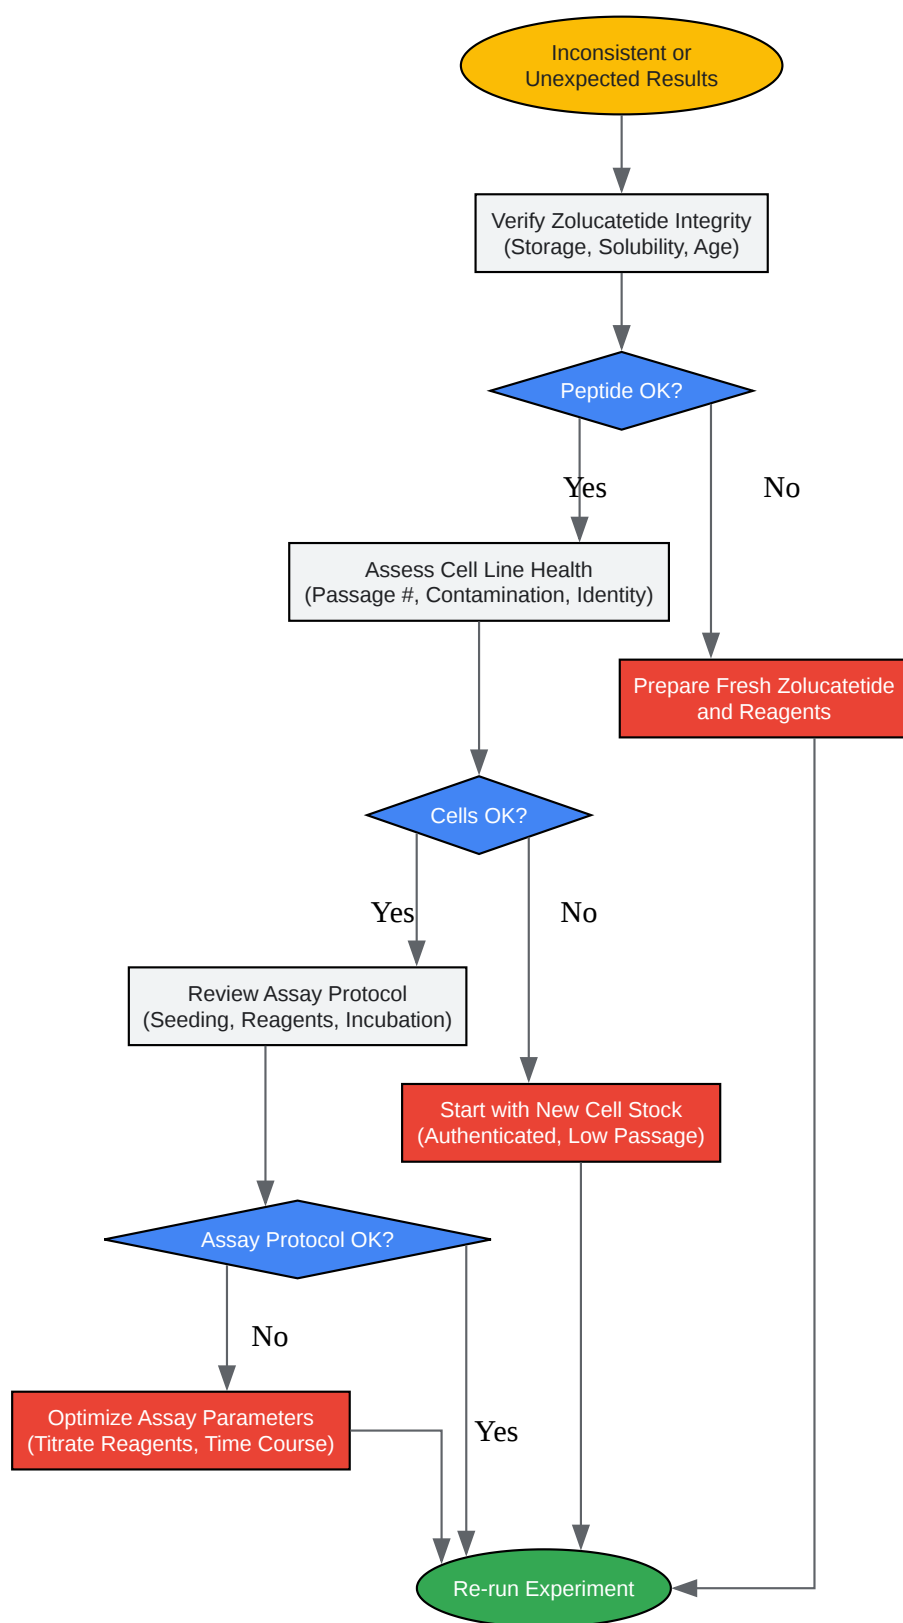 Inconsistent or
Unexpected Results
Verify Zolucatetide Integrity
(Storage, Solubility, Age)
Peptide OK?
Yes
No
Assess Cell Line Health
(Passage #, Contamination, Identity)
Prepare Fresh Zolucatetide
and Reagents
Cells OK?
Yes
No
Review Assay Protocol
(Seeding, Reagents, Incubation)
Start with New Cell Stock
(Authenticated, Low Passage)
Assay Protocol OK?
No
Optimize Assay Parameters
(Titrate Reagents, Time Course)
Yes
Re-run Experiment